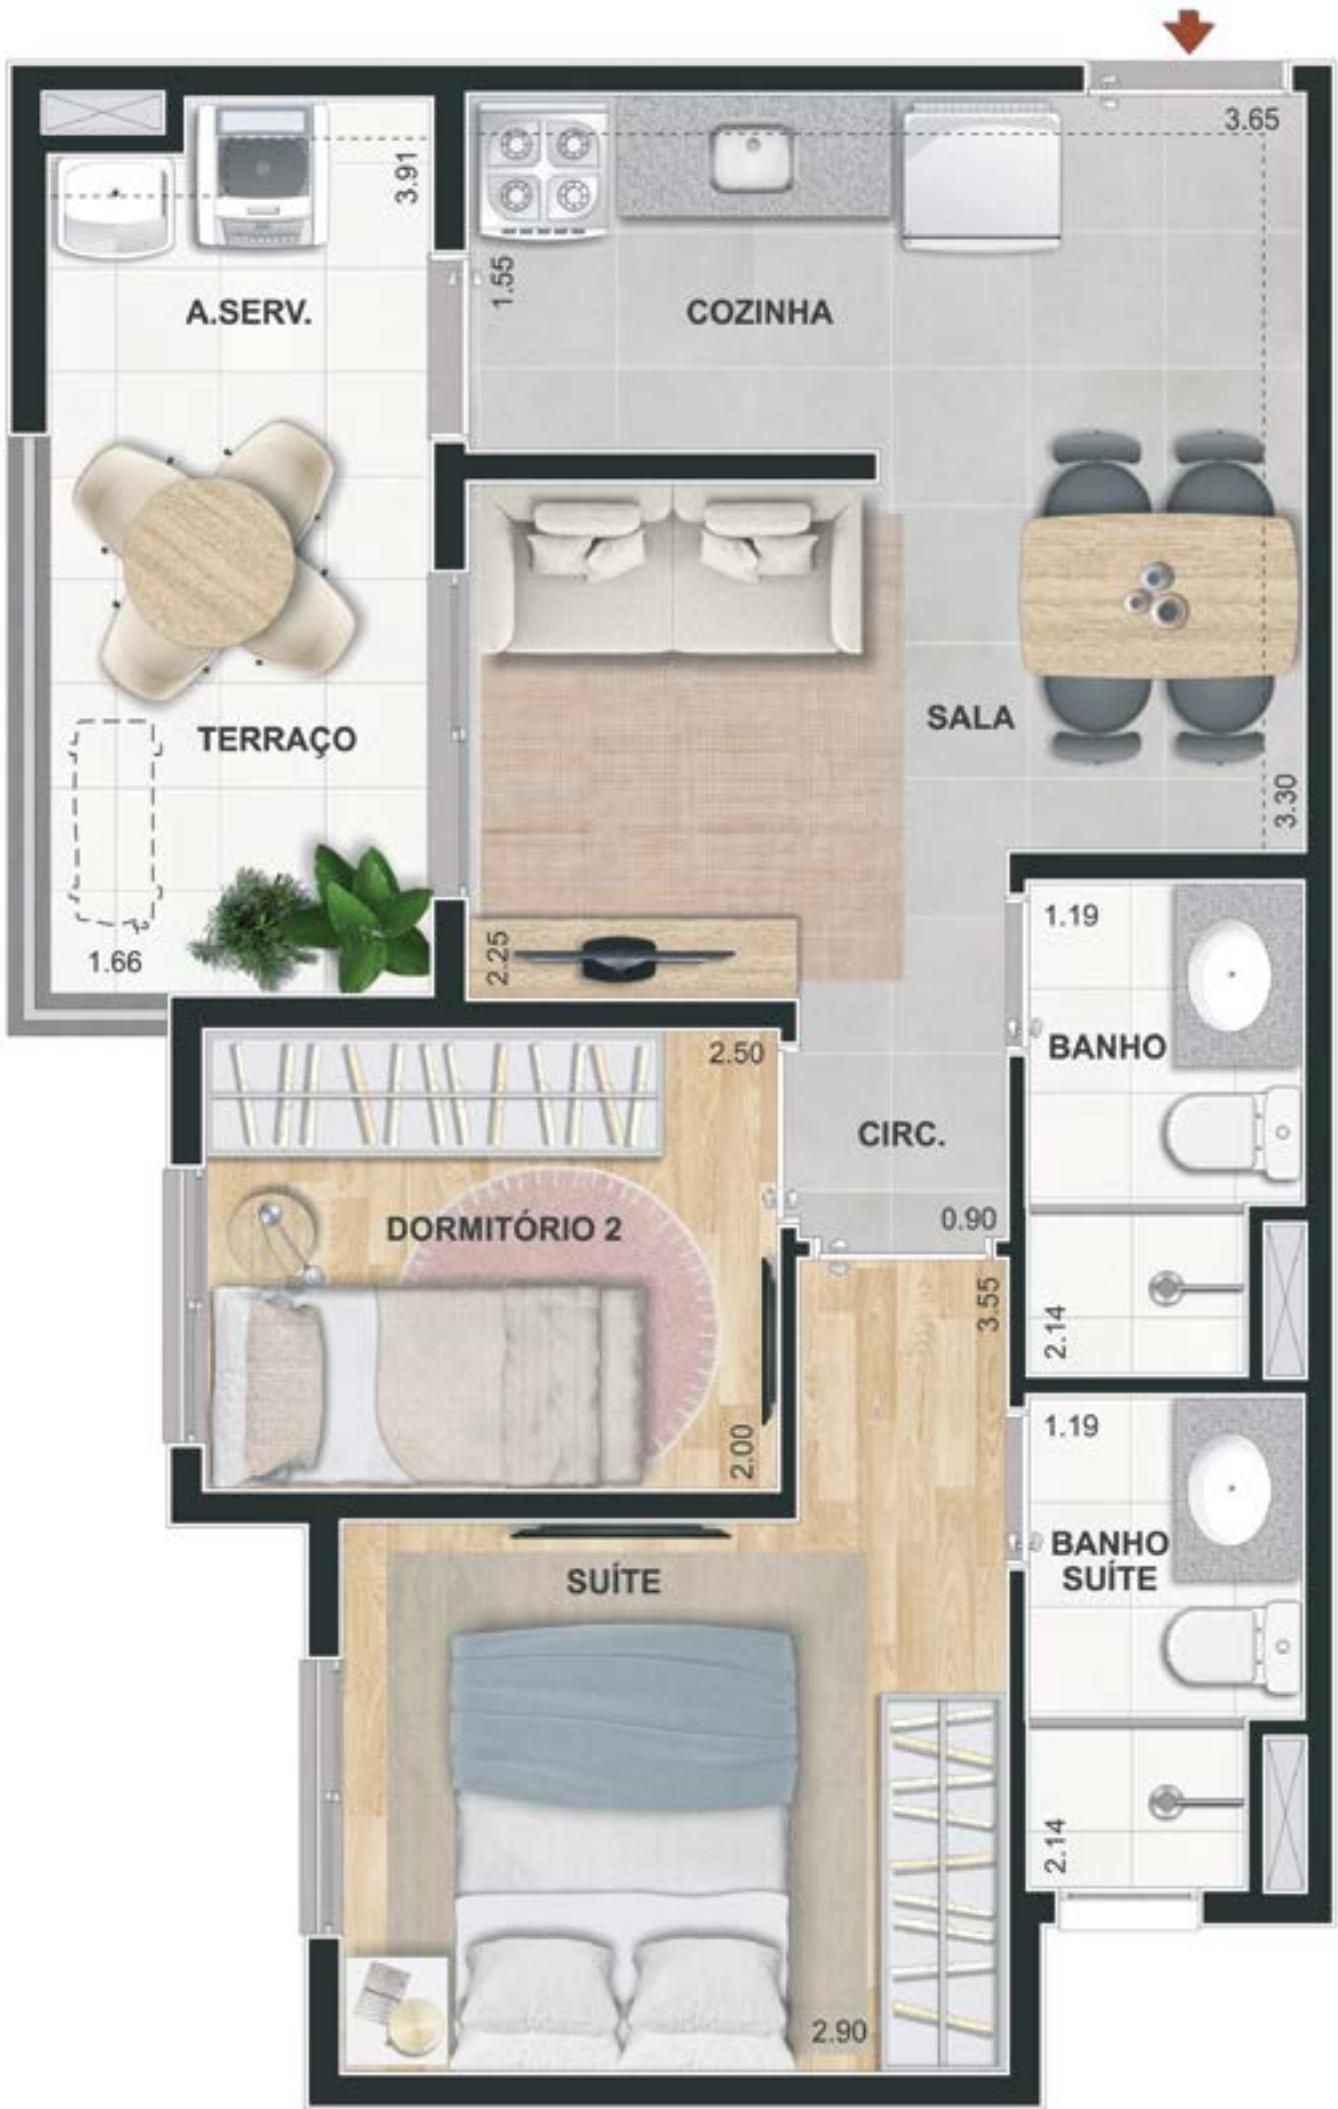 3.65
3.91
1.55
A.SERV.
COZINHA
SALA
TERRAÇO
3.30
1.19
2.25
1.66
BANHO
2.50
CIRC.
0.90
DORMITÓRIO 2
3.55
2.14
1.19
2.00
BANHO
SUÍTE
SUÍTE
2.14
2.90